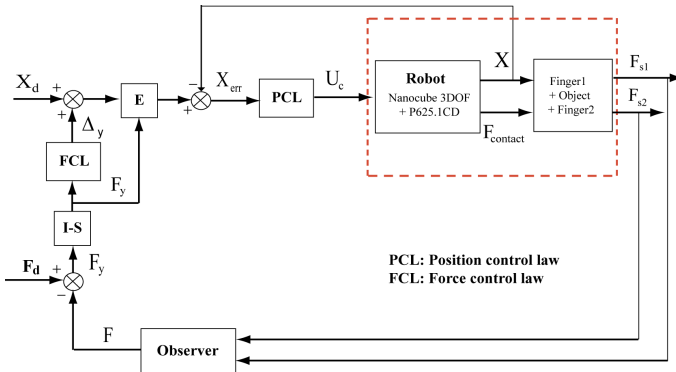 X
F_s1
X_d
+
−
X_err
U_c
Robot
Finger1
E
PCL
Nanocube 3DOF
+ Object
F_s2
+
+
+ P625.1CD
+ Finger2
Δ_y
F_contact
FCL
F_y
I-S
F_d
+
F_y
PCL: Position control law
−
FCL: Force control law
F
Observer